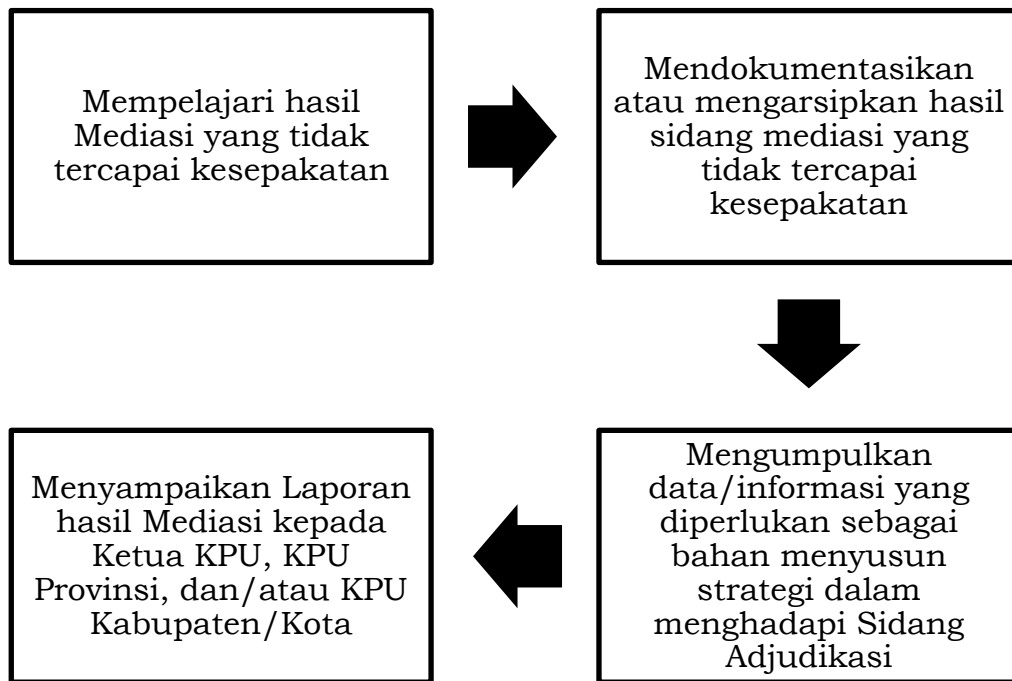 Mempelajari hasil
Mediasi yang tidak
tercapai kesepakatan
Mendokumentasikan
atau mengarsipkan hasil
sidang mediasi yang
tidak tercapai
kesepakatan
Mengumpulkan
data/informasi yang
diperlukan sebagai
bahan menyusun
strategi dalam
menghadapi Sidang
Adjudikasi
Menyampaikan Laporan
hasil Mediasi kepada
Ketua KPU, KPU
Provinsi, dan/atau KPU
Kabupaten/Kota